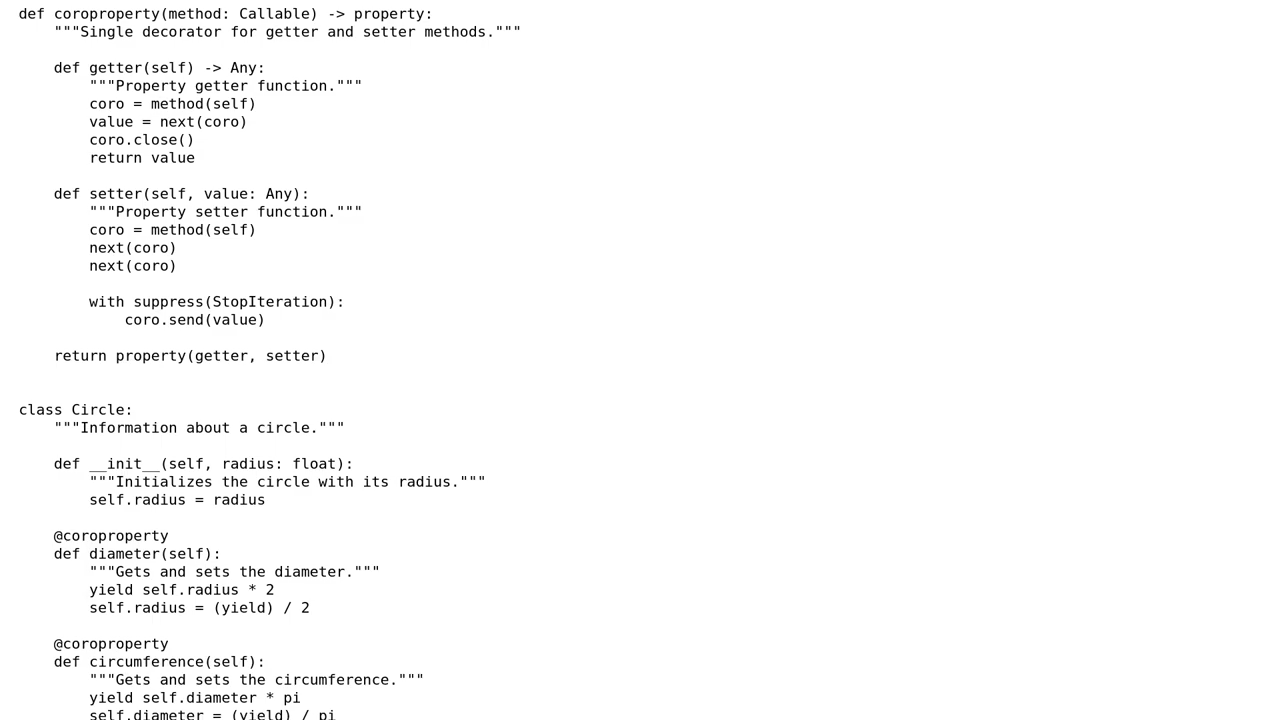 def coroproperty(method: Callable) -> property:
    """Single decorator for getter and setter methods."""

    def getter(self) -> Any:
        """Property getter function."""
        coro = method(self)
        value = next(coro)
        coro.close()
        return value

    def setter(self, value: Any):
        """Property setter function."""
        coro = method(self)
        next(coro)
        next(coro)

        with suppress(StopIteration):
            coro.send(value)

    return property(getter, setter)


class Circle:
    """Information about a circle."""

    def __init__(self, radius: float):
        """Initializes the circle with its radius."""
        self.radius = radius

    @coroproperty
    def diameter(self):
        """Gets and sets the diameter."""
        yield self.radius * 2
        self.radius = (yield) / 2

    @coroproperty
    def circumference(self):
        """Gets and sets the circumference."""
        yield self.diameter * pi
        self.diameter = (yield) / pi